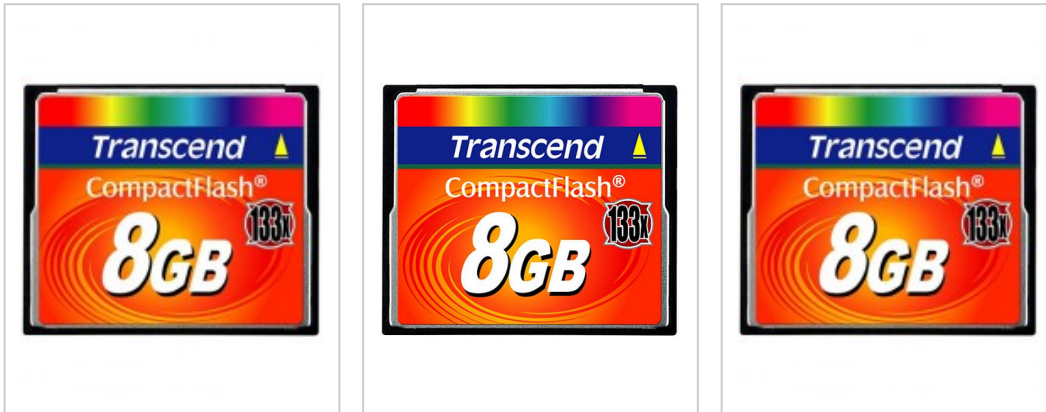 Transcend
CompactFlash®
133x
8GB
Transcend
CompactFlash®
133x
8GB
Transcend
CompactFlash®
133x
8GB